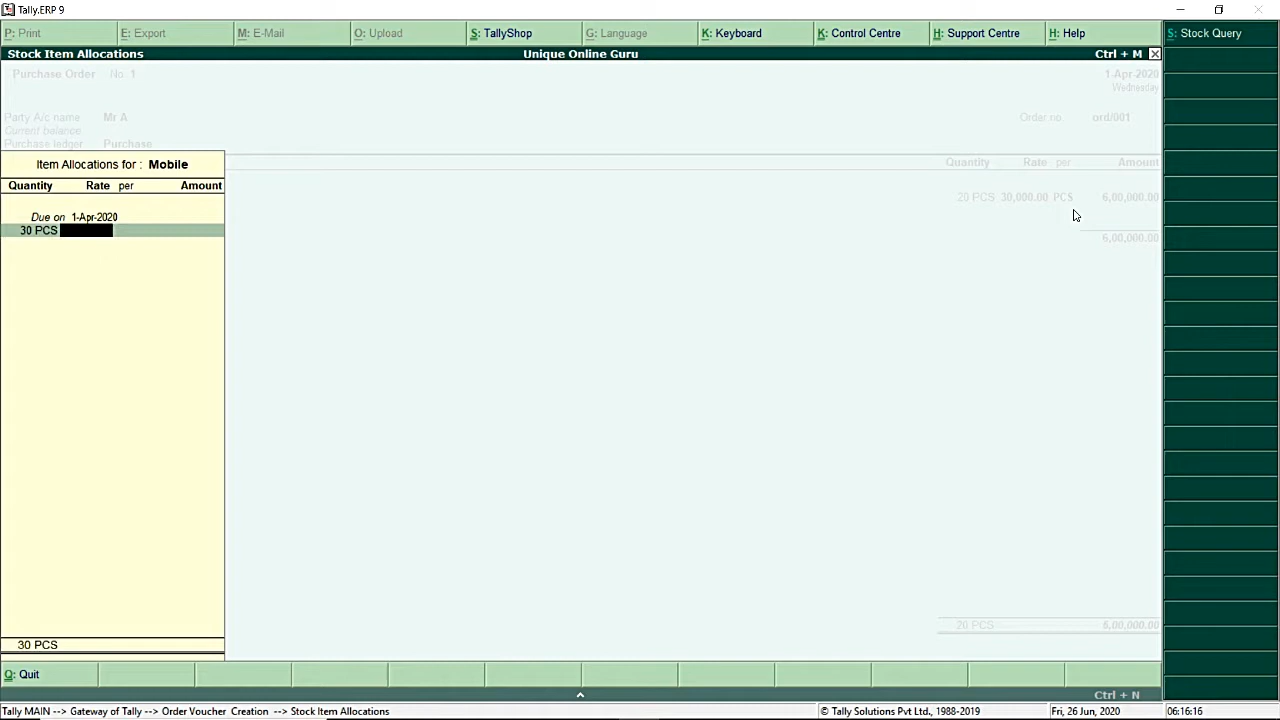 Tally.ERP 9
P: Print E: Export M: E-Mail O: Upload S: TallyShop G: Language K: Keyboard K: Control Centre H: Support Centre H: Help S: Stock Query
Stock Item Allocations Unique Online Guru Ctrl + M
Purchase Order No. 1 1-Apr-2020
Wednesday
Party A/c name Mr A Order no. ord/001
Current balance
Purchase ledger Purchase
Item Allocations for : Mobile Quantity Rate per Amount
Quantity Rate per Amount
20 PCS 30,000.00 PCS 6,00,000.00
Due on 1-Apr-2020
30 PCS
6,00,000.00
20 PCS 6,00,000.00
30 PCS
Q: Quit
Ctrl + N
Tally MAIN --> Gateway of Tally --> Order Voucher Creation --> Stock Item Allocations © Tally Solutions Pvt Ltd., 1988-2019 Fri, 26 Jun, 2020 06:16:16